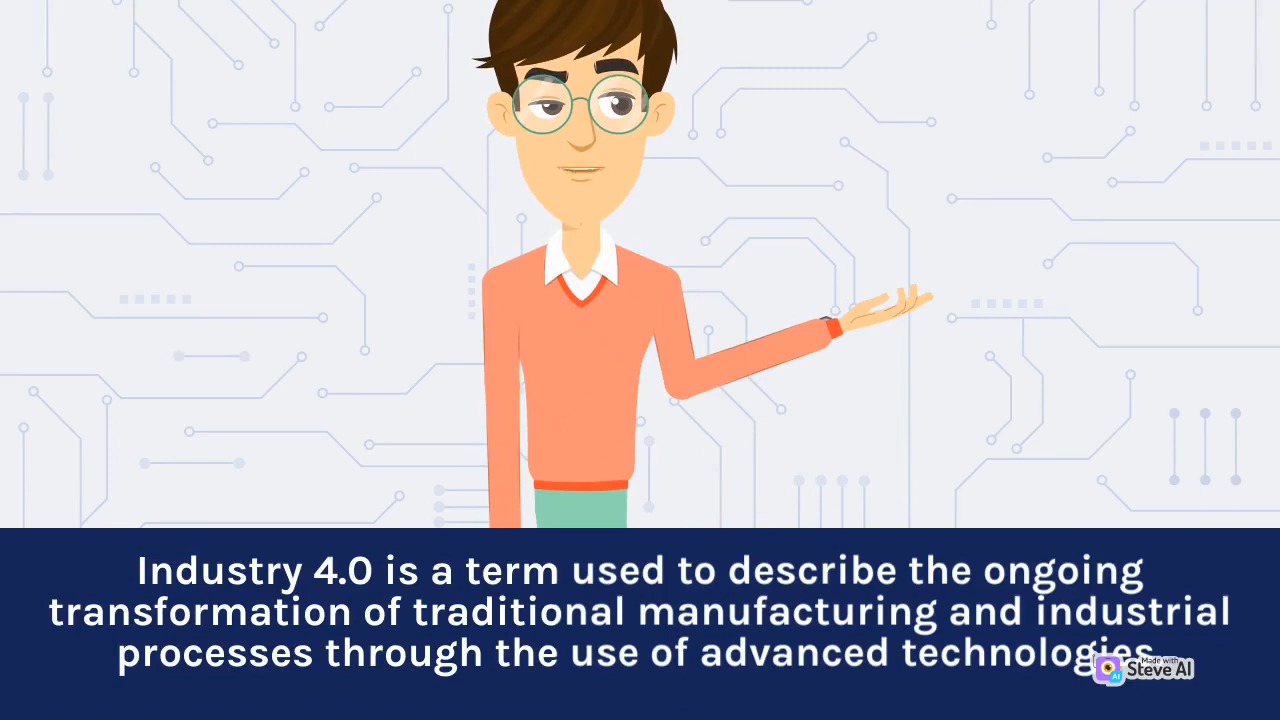 Industry 4.0 is a term used to describe the ongoing
transformation of traditional manufacturing and industrial
processes through the use of advanced technologies
Made with
Steve AI
AI